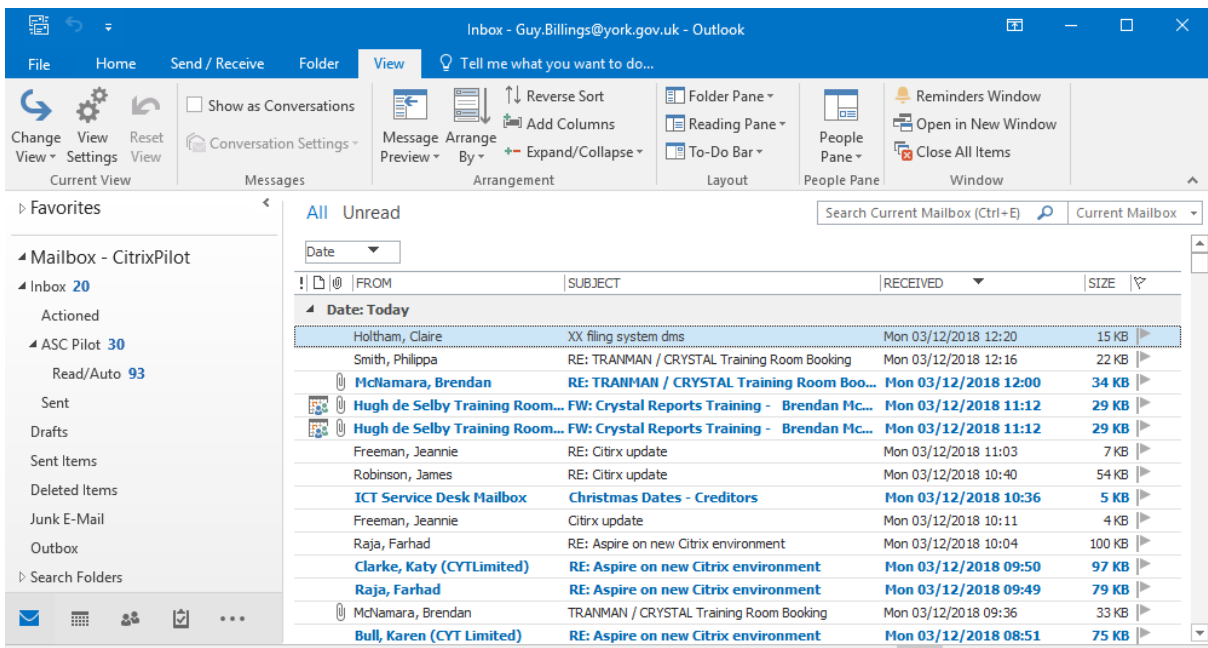 Inbox - Guy.Billings@york.gov.uk - Outlook
File Home Send / Receive Folder View Tell me what you want to do...
Change View View Settings Reset View
Current View
Show as Conversations
Conversation Settings
Messages
Message Preview Arrange By
Reverse Sort
Add Columns
Expand/Collapse
Arrangement
Folder Pane
Reading Pane
To-Do Bar
Layout
People Pane
People Pane
Reminders Window
Open in New Window
Close All Items
Window
Favorites
Mailbox - CitrixPilot
Inbox 20
Actioned
ASC Pilot 30
Read/Auto 93
Sent
Drafts
Sent Items
Deleted Items
Junk E-Mail
Outbox
Search Folders
All Unread
Search Current Mailbox (Ctrl+E) Current Mailbox
Date
! FROM SUBJECT RECEIVED SIZE
Date: Today
Holtham, Claire XX filing system dms Mon 03/12/2018 12:20 15 KB
Smith, Philippa RE: TRANMAN / CRYSTAL Training Room Booking Mon 03/12/2018 12:16 22 KB
McNamara, Brendan RE: TRANMAN / CRYSTAL Training Room Boo... Mon 03/12/2018 12:00 34 KB
Hugh de Selby Training Room... FW: Crystal Reports Training - Brendan Mc... Mon 03/12/2018 11:12 29 KB
Hugh de Selby Training Room... FW: Crystal Reports Training - Brendan Mc... Mon 03/12/2018 11:12 29 KB
Freeman, Jeannie RE: Citirx update Mon 03/12/2018 11:03 7 KB
Robinson, James RE: Citirx update Mon 03/12/2018 10:40 54 KB
ICT Service Desk Mailbox Christmas Dates - Creditors Mon 03/12/2018 10:36 5 KB
Freeman, Jeannie Citirx update Mon 03/12/2018 10:11 4 KB
Raja, Farhad RE: Aspire on new Citrix environment Mon 03/12/2018 10:04 100 KB
Clarke, Katy (CYTLimited) RE: Aspire on new Citrix environment Mon 03/12/2018 09:50 97 KB
Raja, Farhad RE: Aspire on new Citrix environment Mon 03/12/2018 09:49 79 KB
McNamara, Brendan TRANMAN / CRYSTAL Training Room Booking Mon 03/12/2018 09:36 33 KB
Bull, Karen (CYT Limited) RE: Aspire on new Citrix environment Mon 03/12/2018 08:51 75 KB